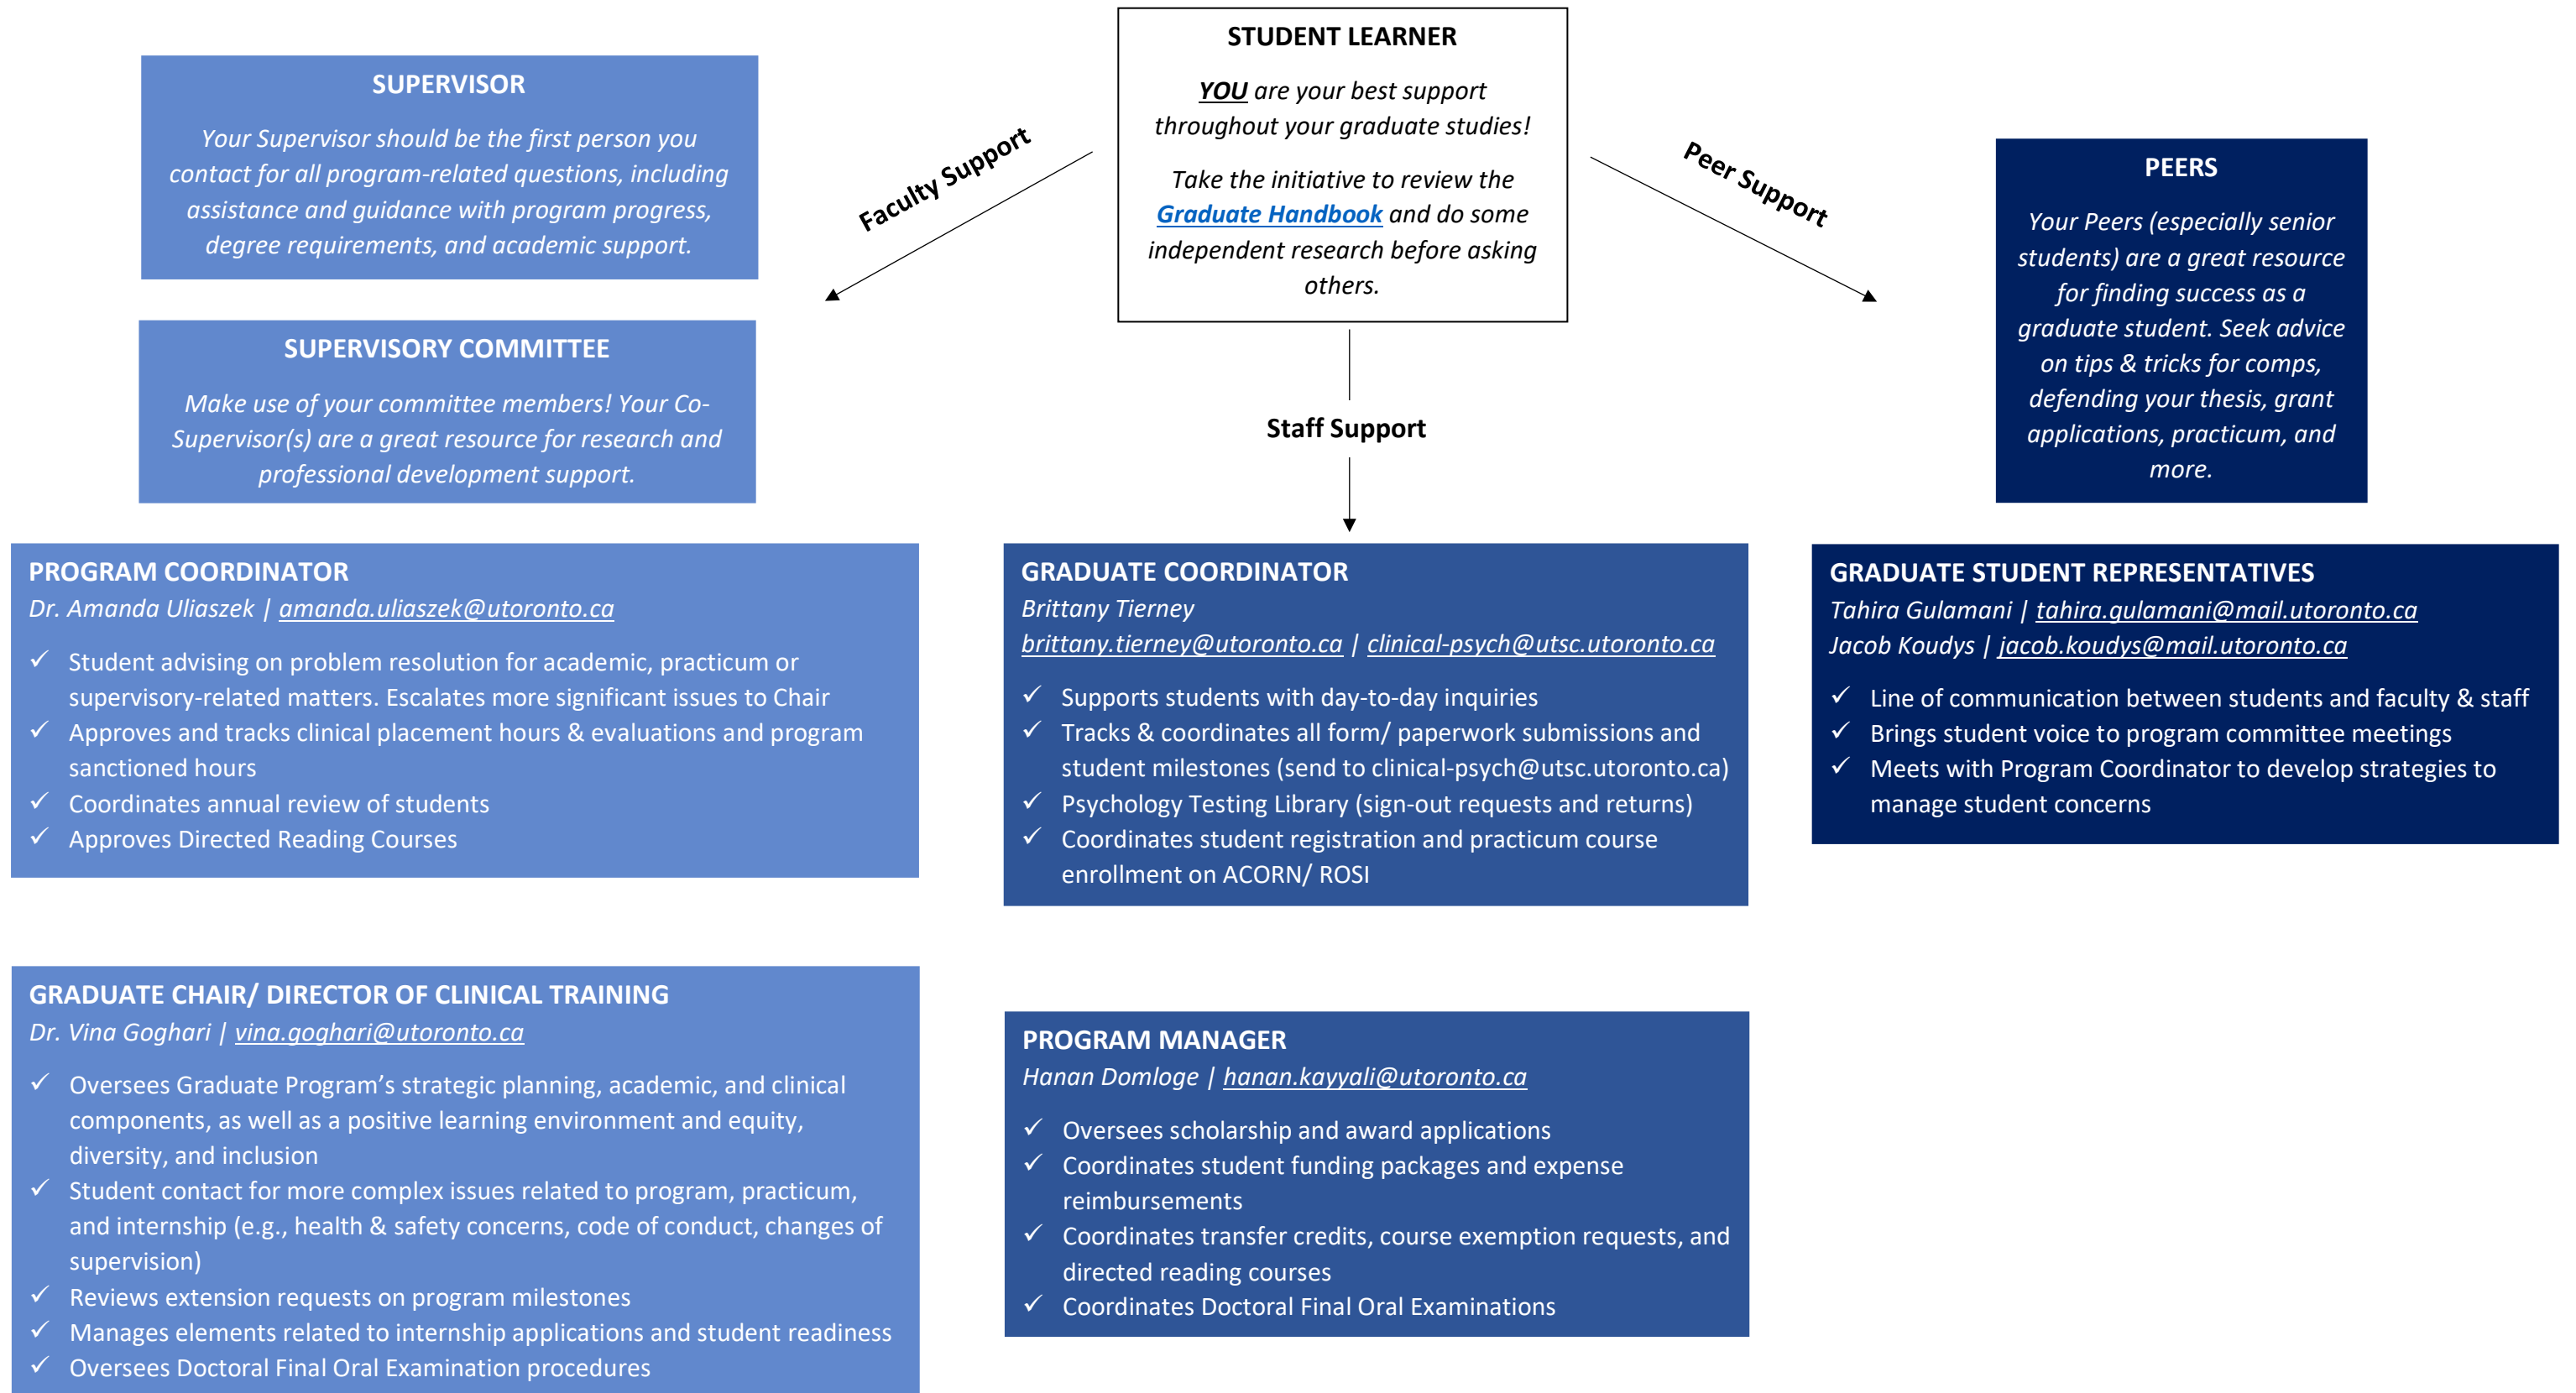 STUDENT LEARNER
YOU are your best support
throughout your graduate studies!
Take the initiative to review the
Graduate Handbook and do some
independent research before asking
others.
Faculty Support
Peer Support
Staff Support
SUPERVISOR
Your Supervisor should be the first person you
contact for all program-related questions, including
assistance and guidance with program progress,
degree requirements, and academic support.
SUPERVISORY COMMITTEE
Make use of your committee members! Your Co-
Supervisor(s) are a great resource for research and
professional development support.
PEERS
Your Peers (especially senior
students) are a great resource
for finding success as a
graduate student. Seek advice
on tips & tricks for comps,
defending your thesis, grant
applications, practicum, and
more.
PROGRAM COORDINATOR
Dr. Amanda Uliaszek | amanda.uliaszek@utoronto.ca
✓ Student advising on problem resolution for academic, practicum or
supervisory-related matters. Escalates more significant issues to Chair
✓ Approves and tracks clinical placement hours & evaluations and program
sanctioned hours
✓ Coordinates annual review of students
✓ Approves Directed Reading Courses
GRADUATE COORDINATOR
Brittany Tierney
brittany.tierney@utoronto.ca | clinical-psych@utsc.utoronto.ca
✓ Supports students with day-to-day inquiries
✓ Tracks & coordinates all form/ paperwork submissions and
student milestones (send to clinical-psych@utsc.utoronto.ca)
✓ Psychology Testing Library (sign-out requests and returns)
✓ Coordinates student registration and practicum course
enrollment on ACORN/ ROSI
GRADUATE STUDENT REPRESENTATIVES
Tahira Gulamani | tahira.gulamani@mail.utoronto.ca
Jacob Koudys | jacob.koudys@mail.utoronto.ca
✓ Line of communication between students and faculty & staff
✓ Brings student voice to program committee meetings
✓ Meets with Program Coordinator to develop strategies to
manage student concerns
GRADUATE CHAIR/ DIRECTOR OF CLINICAL TRAINING
Dr. Vina Goghari | vina.goghari@utoronto.ca
✓ Oversees Graduate Program’s strategic planning, academic, and clinical
components, as well as a positive learning environment and equity,
diversity, and inclusion
✓ Student contact for more complex issues related to program, practicum,
and internship (e.g., health & safety concerns, code of conduct, changes of
supervision)
✓ Reviews extension requests on program milestones
✓ Manages elements related to internship applications and student readiness
✓ Oversees Doctoral Final Oral Examination procedures
PROGRAM MANAGER
Hanan Domloge | hanan.kayyali@utoronto.ca
✓ Oversees scholarship and award applications
✓ Coordinates student funding packages and expense
reimbursements
✓ Coordinates transfer credits, course exemption requests, and
directed reading courses
✓ Coordinates Doctoral Final Oral Examinations